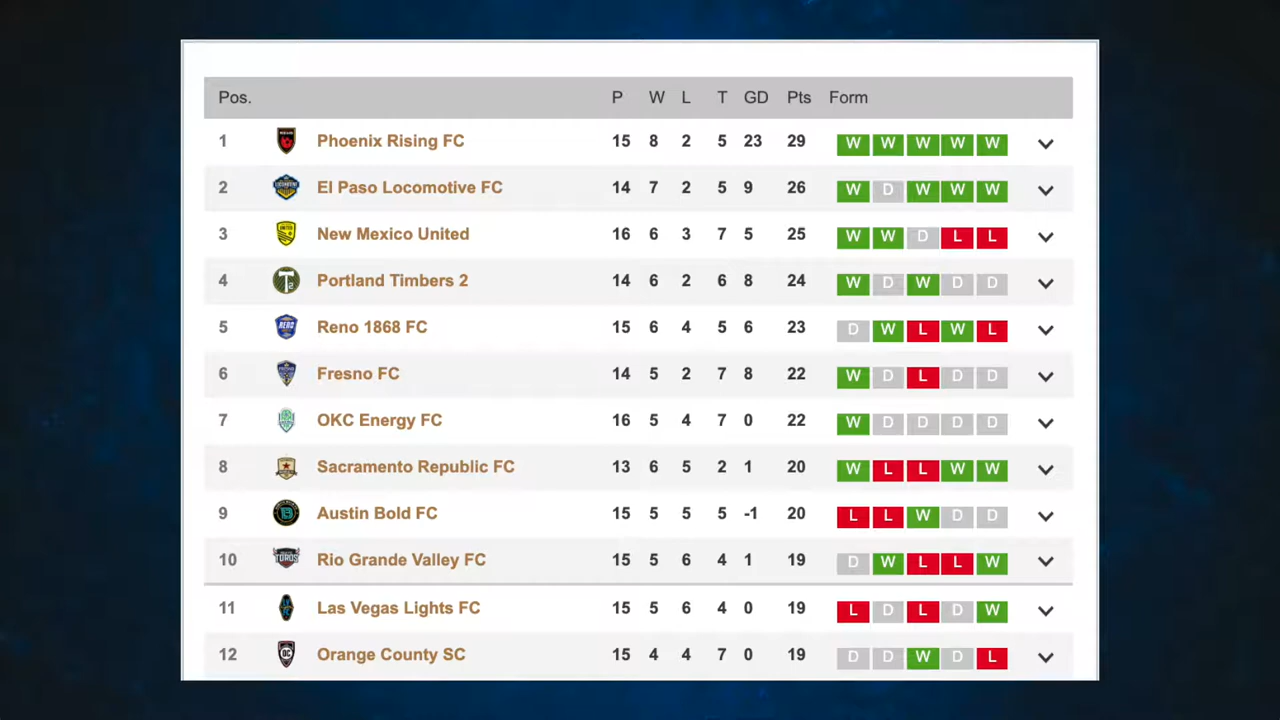 Pos. P W L T GD Pts Form
1 Phoenix Rising FC 15 8 2 5 23 29 W W W W W
2 El Paso Locomotive FC 14 7 2 5 9 26 W D W W W
3 New Mexico United 16 6 3 7 5 25 W W D L L
4 Portland Timbers 2 14 6 2 6 8 24 W D W D D
5 Reno 1868 FC 15 6 4 5 6 23 D W L W L
6 Fresno FC 14 5 2 7 8 22 W D L D D
7 OKC Energy FC 16 5 4 7 0 22 W D D D D
8 Sacramento Republic FC 13 6 5 2 1 20 W L L W W
9 Austin Bold FC 15 5 5 5 -1 20 L L W D D
10 Rio Grande Valley FC 15 5 6 4 1 19 D W L L W
11 Las Vegas Lights FC 15 5 6 4 0 19 L D L D W
12 Orange County SC 15 4 4 7 0 19 D D W D L